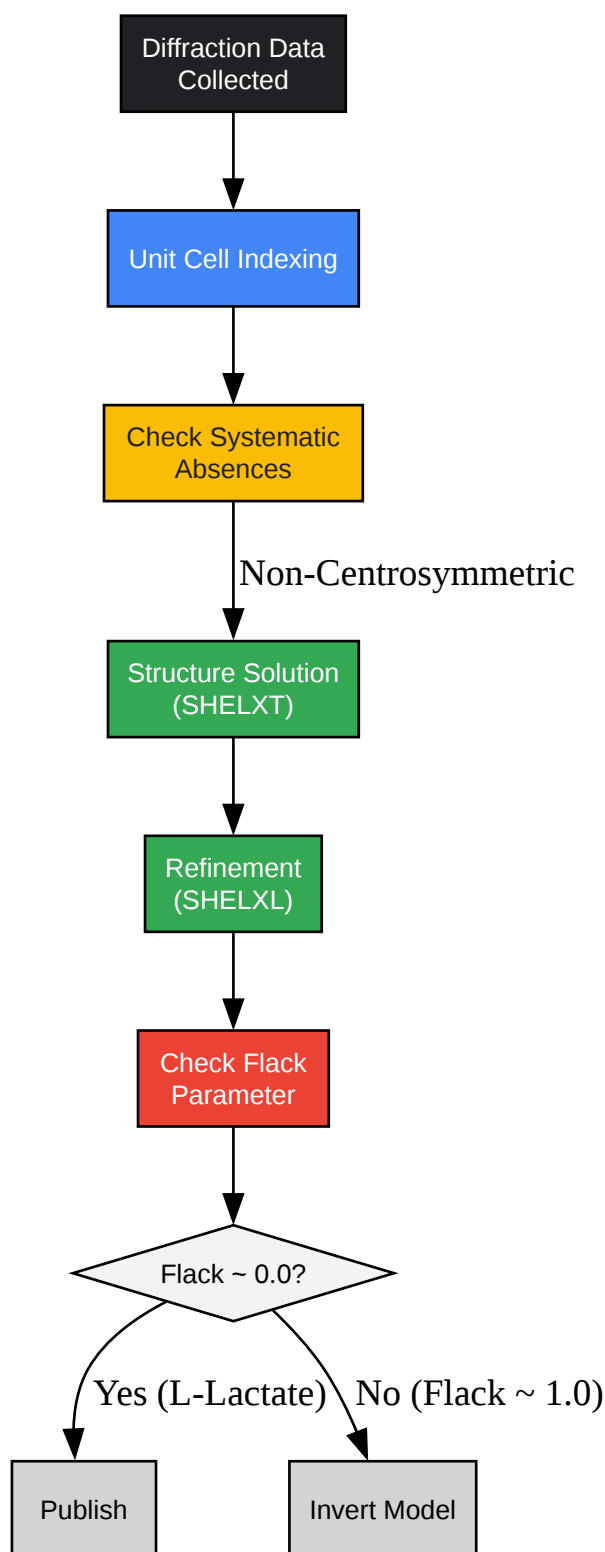 Diffraction Data
Collected
Unit Cell Indexing
Check Systematic
Absences
Non-Centrosymmetric
Structure Solution
(SHELXT)
Refinement
(SHELXL)
Check Flack
Parameter
Flack ~ 0.0?
Yes (L-Lactate)
No (Flack ~ 1.0)
Publish
Invert Model